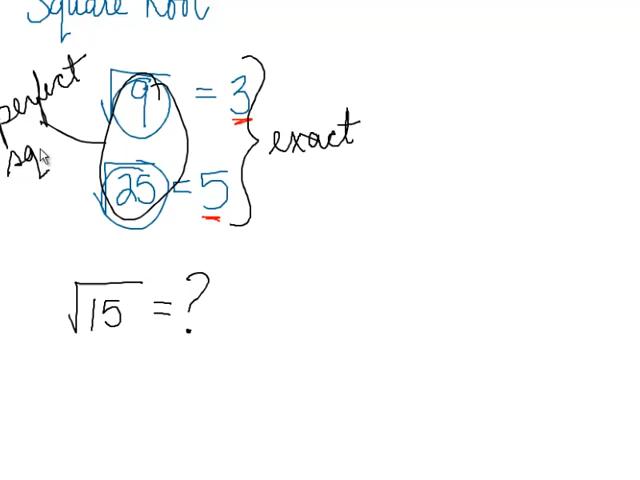 Square Root
perfect
sq
√9 = 3
√25 = 5
exact
√15 = ?